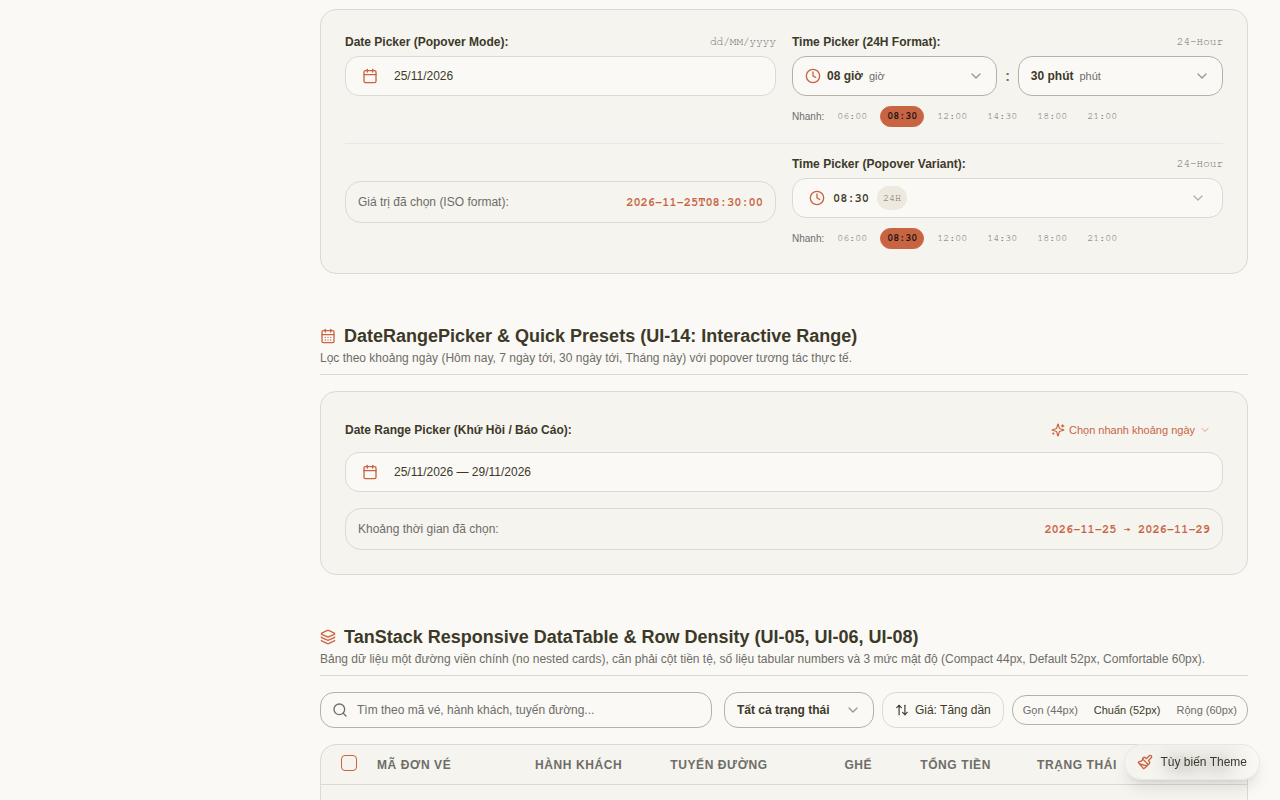 Date Picker (Popover Mode): dd/MM/yyyy
25/11/2026
Time Picker (24H Format): 24-Hour
08 giờ giờ : 30 phút phút
Nhanh: 06:00 08:30 12:00 14:30 18:00 21:00
Giá trị đã chọn (ISO format): 2026-11-25T08:30:00
Time Picker (Popover Variant): 24-Hour
08:30 24H
Nhanh: 06:00 08:30 12:00 14:30 18:00 21:00
DateRangePicker & Quick Presets (UI-14: Interactive Range)
Lọc theo khoảng ngày (Hôm nay, 7 ngày tới, 30 ngày tới, Tháng này) với popover tương tác thực tế.
Date Range Picker (Khứ Hồi / Báo Cáo): Chọn nhanh khoảng ngày
25/11/2026 — 29/11/2026
Khoảng thời gian đã chọn: 2026-11-25 → 2026-11-29
TanStack Responsive DataTable & Row Density (UI-05, UI-06, UI-08)
Bảng dữ liệu một đường viền chính (no nested cards), căn phải cột tiền tệ, số liệu tabular numbers và 3 mức mật độ (Compact 44px, Default 52px, Comfortable 60px).
Tìm theo mã vé, hành khách, tuyến đường... Tất cả trạng thái Giá: Tăng dần Gọn (44px) Chuẩn (52px) Rộng (60px)
MÃ ĐƠN VÉ HÀNH KHÁCH TUYẾN ĐƯỜNG GHẾ TỔNG TIỀN TRẠNG THÁI
Tùy biến Theme